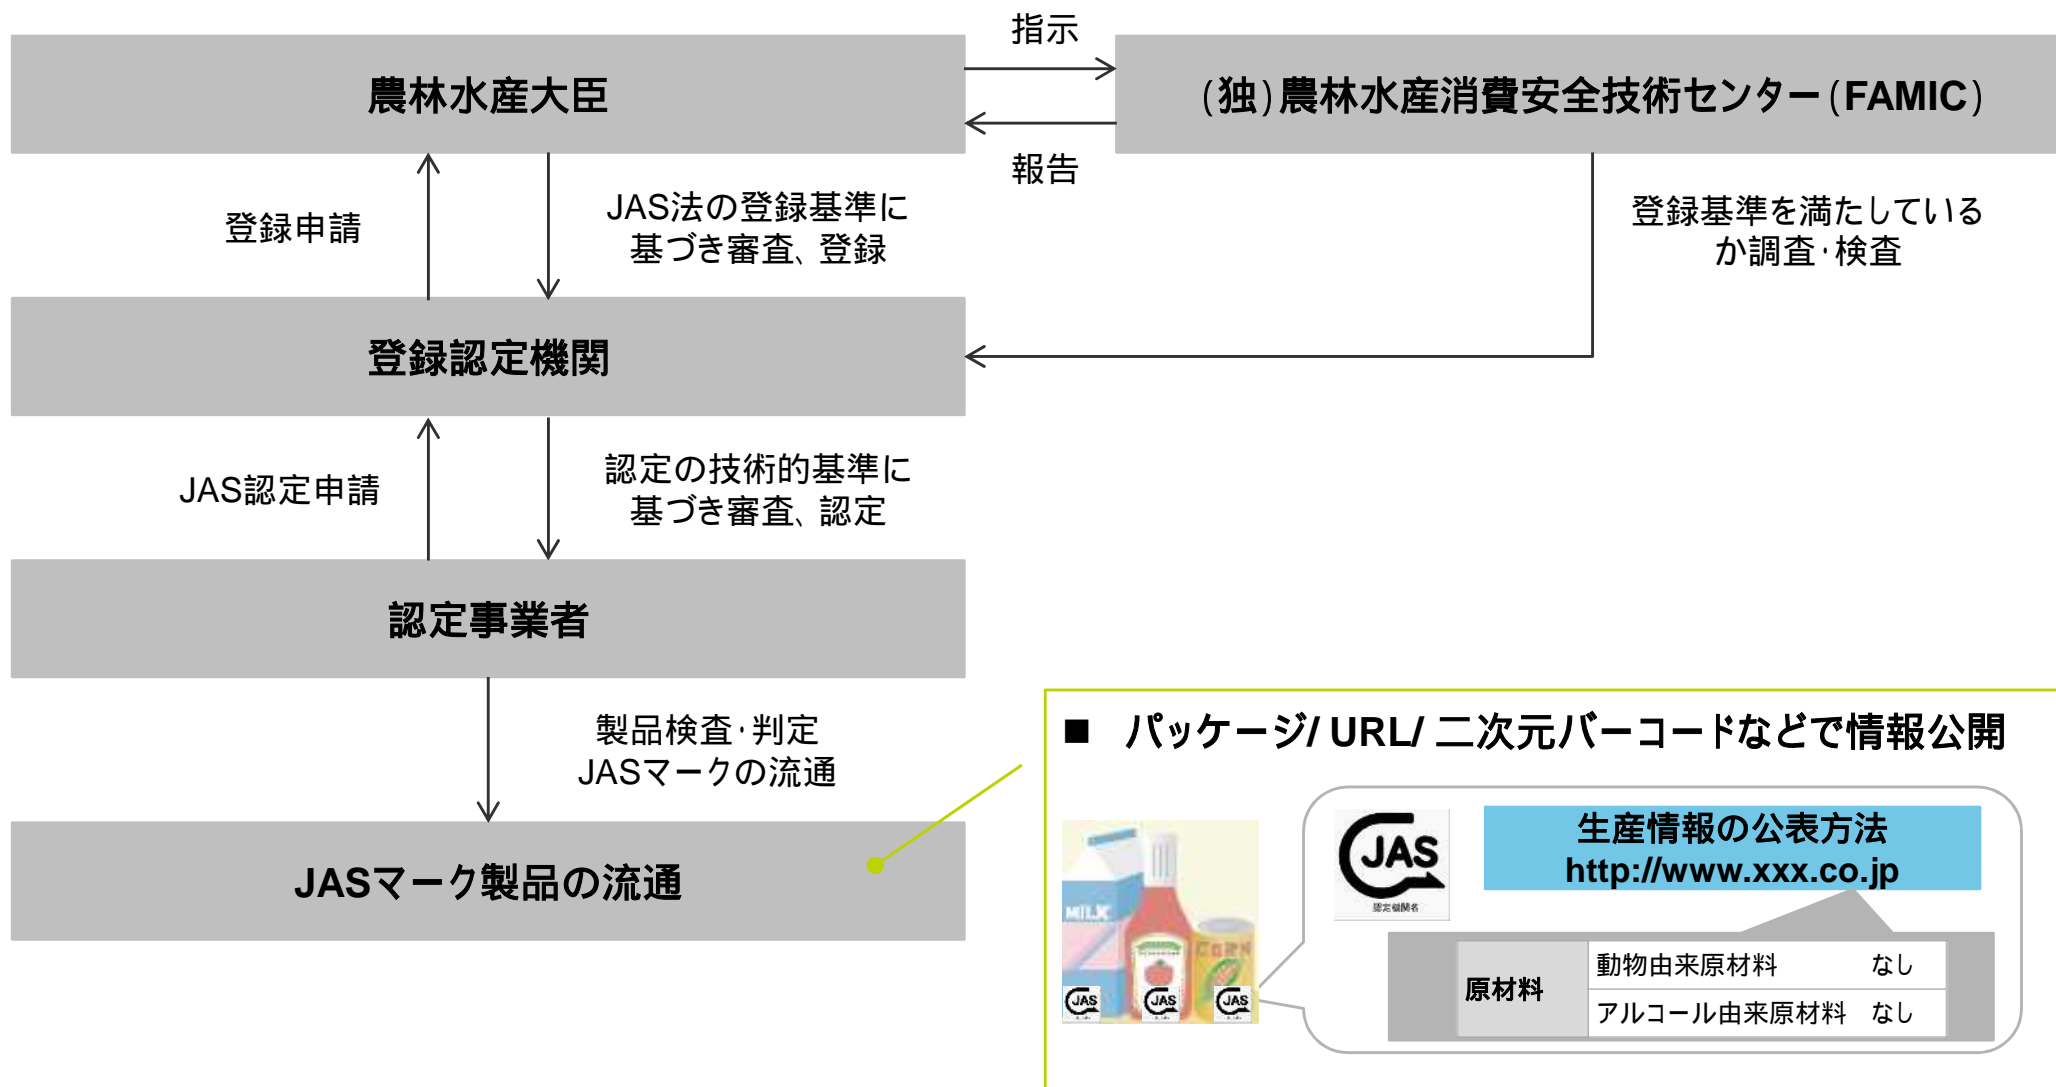 指示
農林水産大臣
(独)農林水産消費安全技術センター(FAMIC)
報告
登録申請
JAS法の登録基準に
基づき審査、登録
登録基準を満たしている
か調査・検査
登録認定機関
JAS認定申請
認定の技術的基準に
基づき審査、認定
認定事業者
製品検査・判定
JASマークの流通
JASマーク製品の流通
■ パッケージ/ URL/ 二次元バーコードなどで情報公開
JAS
認定機関名
生産情報の公表方法
http://www.xxx.co.jp
MILK
CORN
JAS
JAS
JAS
原材料
動物由来原材料 なし
アルコール由来原材料 なし